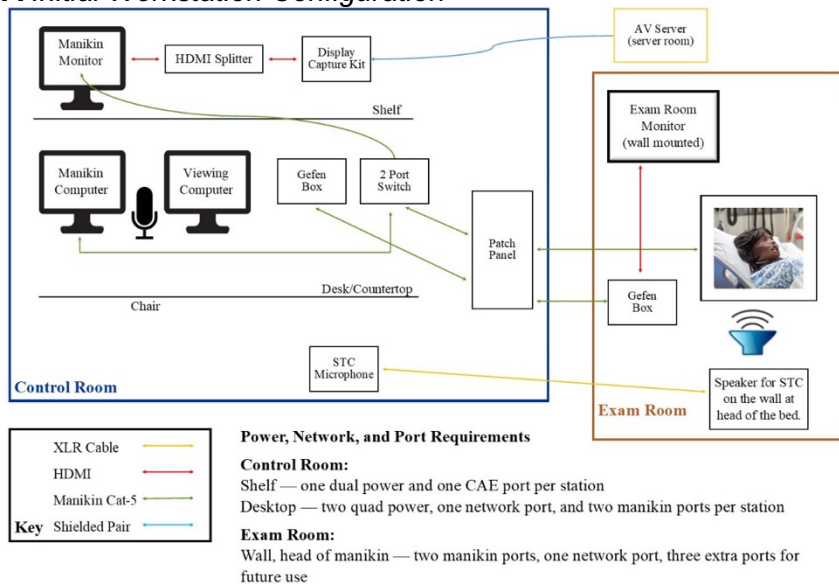 Initial Workstation Configuration
Manikin
Monitor
HDMI Splitter
Display
Capture Kit
AV Server
(server room)
Shelf
Exam Room
Monitor
(wall mounted)
Manikin
Computer
Viewing
Computer
Gefen
Box
2 Port
Switch
Patch
Panel
Desk/Countertop
Chair
Gefen
Box
STC
Microphone
Control Room
Speaker for STC
on the wall at
head of the bed.
Exam Room
XLR Cable
HDMI
Manikin Cat-5
Key Shielded Pair
Power, Network, and Port Requirements
Control Room:
Shelf — one dual power and one CAE port per station
Desktop — two quad power, one network port, and two manikin ports per station
Exam Room:
Wall, head of manikin — two manikin ports, one network port, three extra ports for
future use